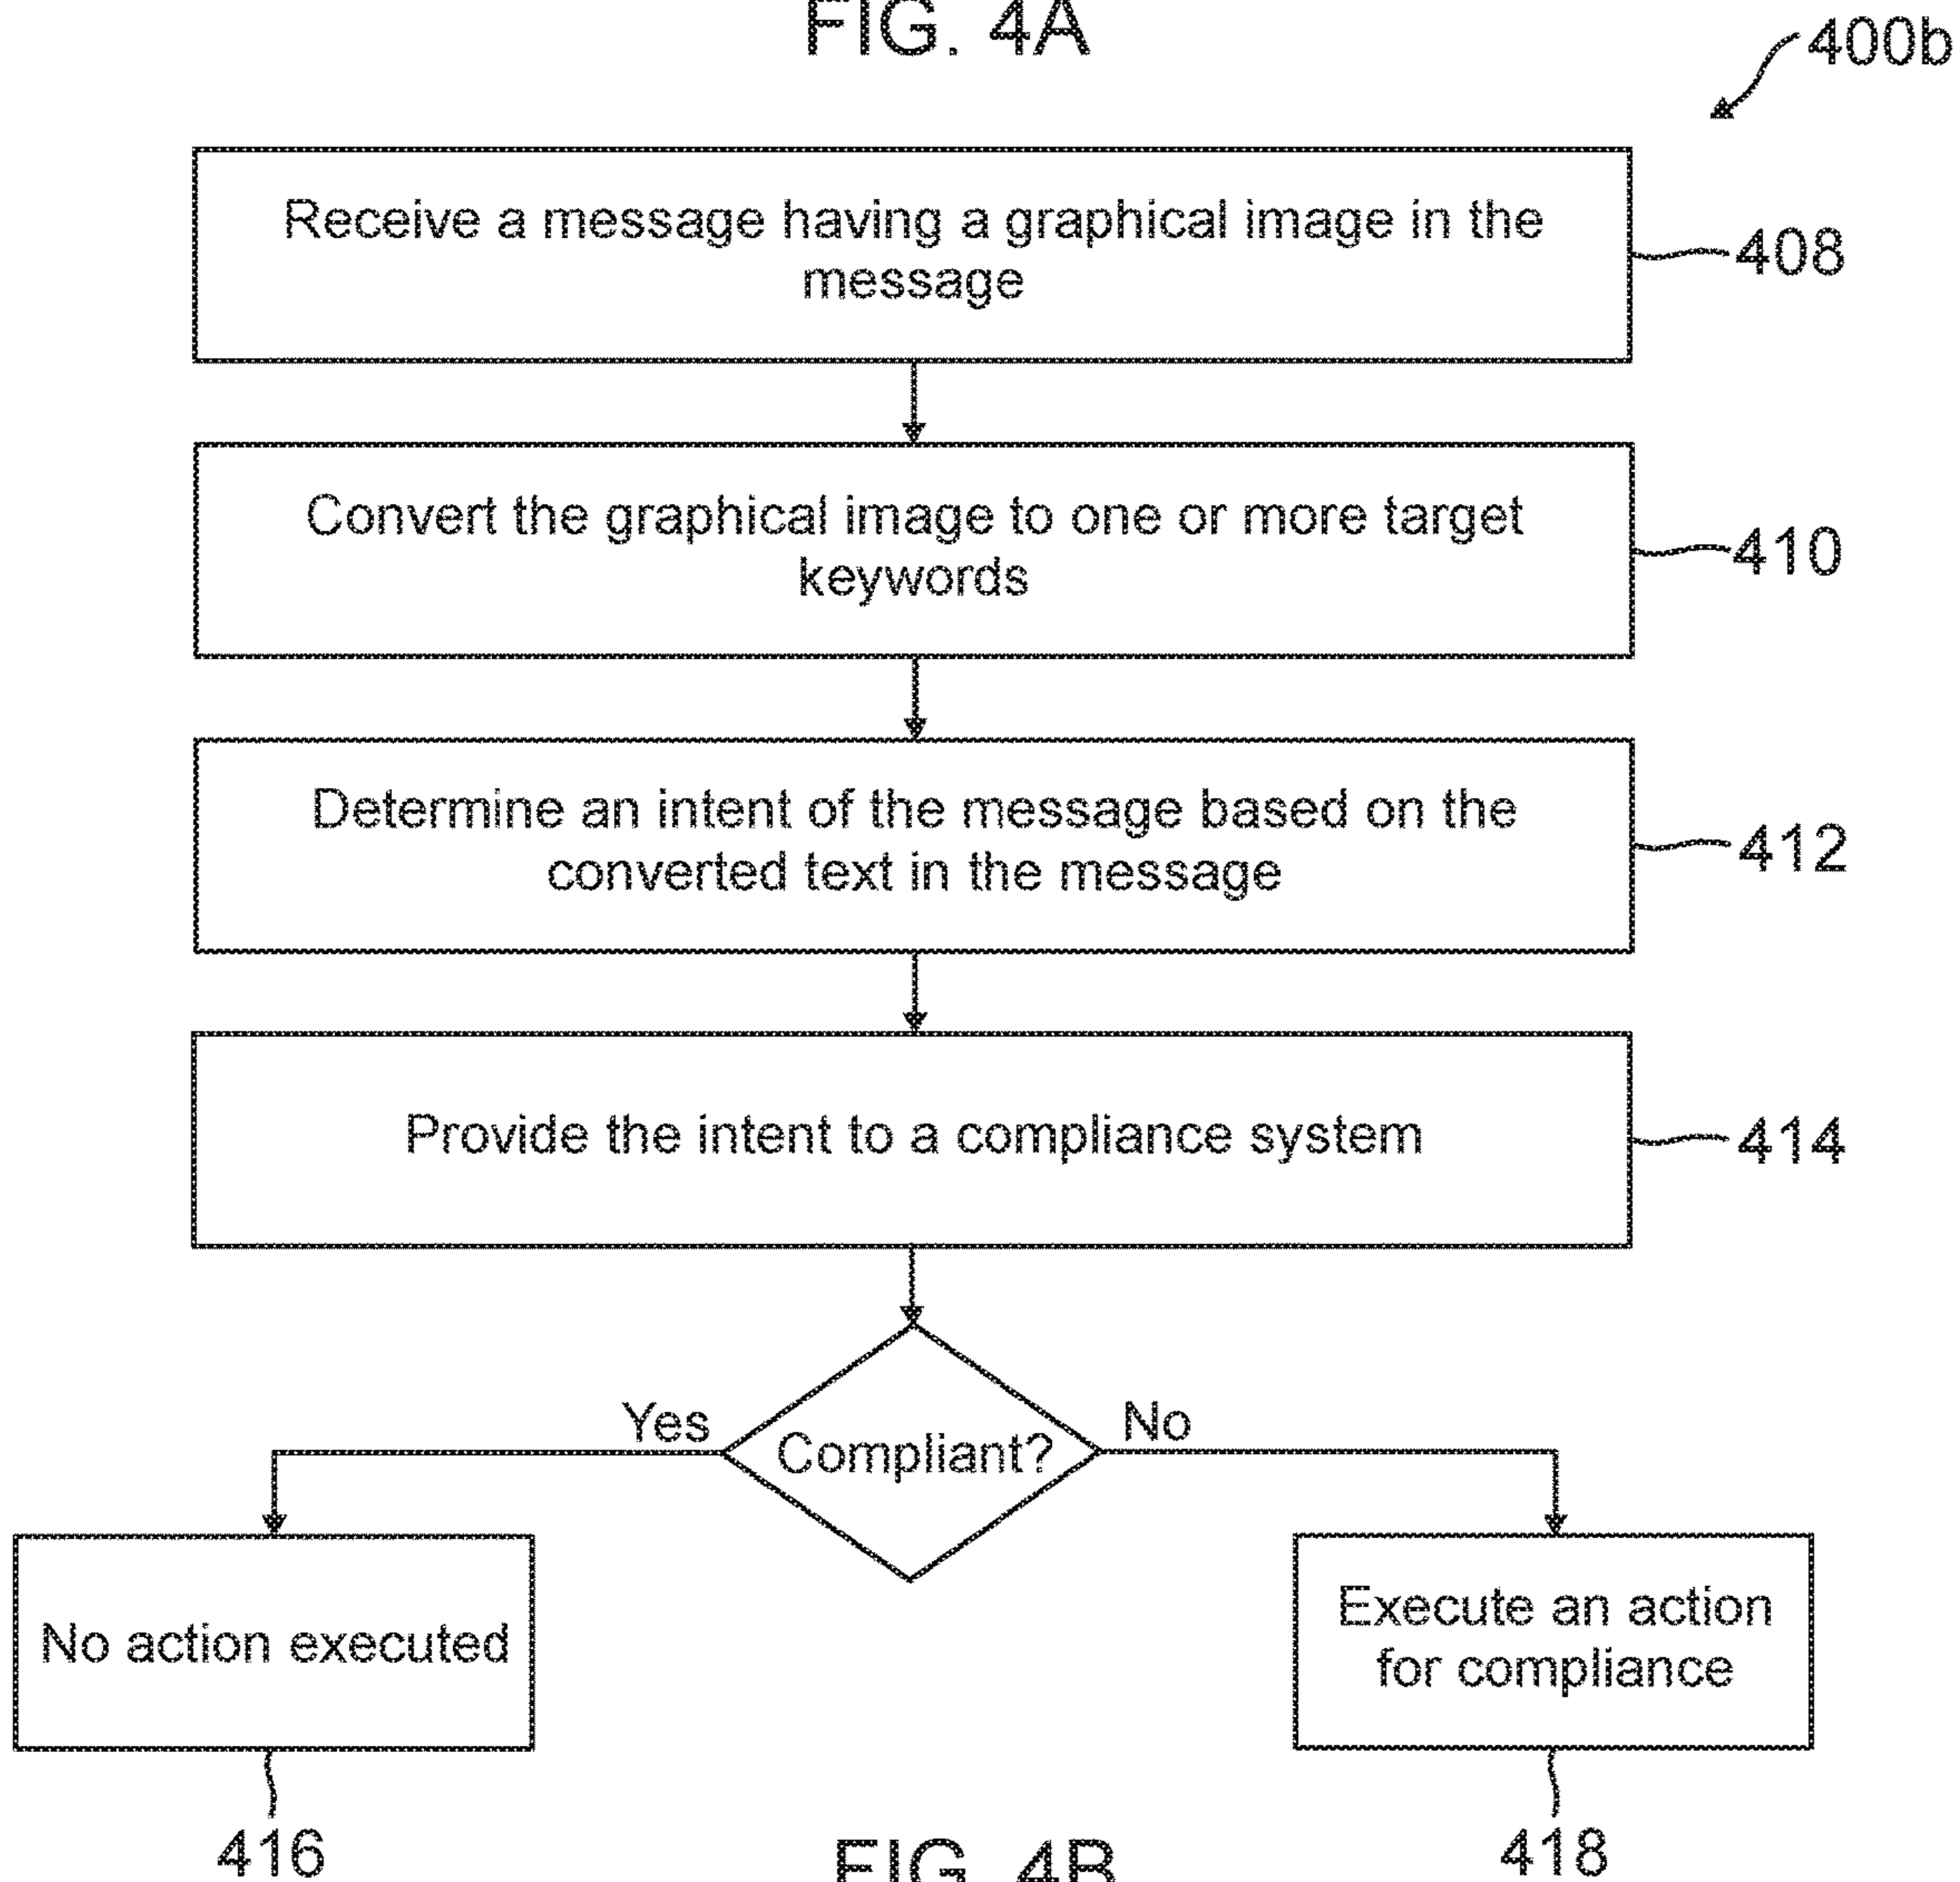 FIG. 4A
400b
Receive a message having a graphical image in the
message
408
Convert the graphical image to one or more target
keywords
410
Determine an intent of the message based on the
converted text in the message
412
Provide the intent to a compliance system
414
Yes
Compliant?
No
No action executed
Execute an action
for compliance
416
418
FIG. 4B